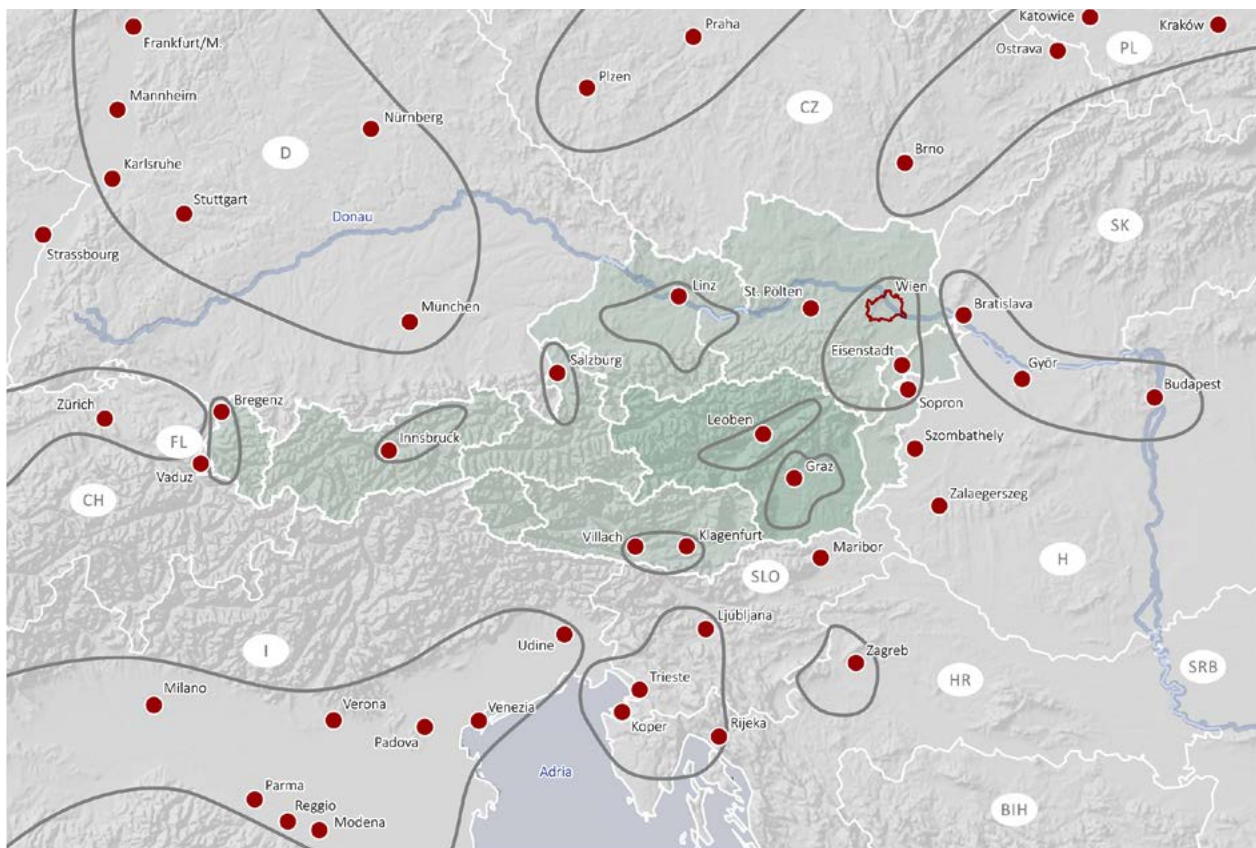 Praha
Katowice
Kraków
Frankfurt/M.
Ostrava
PL
Plzen
Mannheim
CZ
Nürnberg
D
Brno
Karlsruhe
Stuttgart
Donau
SK
Strassbourg
Linz
St. Pölten
Wien
München
Bratislava
Eisenstadt
Salzburg
Győr
Sopron
Budapest
Zürich
Bregenz
Leoben
FL
Innsbruck
Szombathely
Vaduz
Graz
CH
Zalaegerszeg
Villach
Klagenfurt
Maribor
H
SLO
Ljubljana
Udine
Zagreb
I
SRB
Trieste
HR
Milano
Verona
Venezia
Koper
Rijeka
Padova
Adria
Parma
Reggio
Modena
BIH